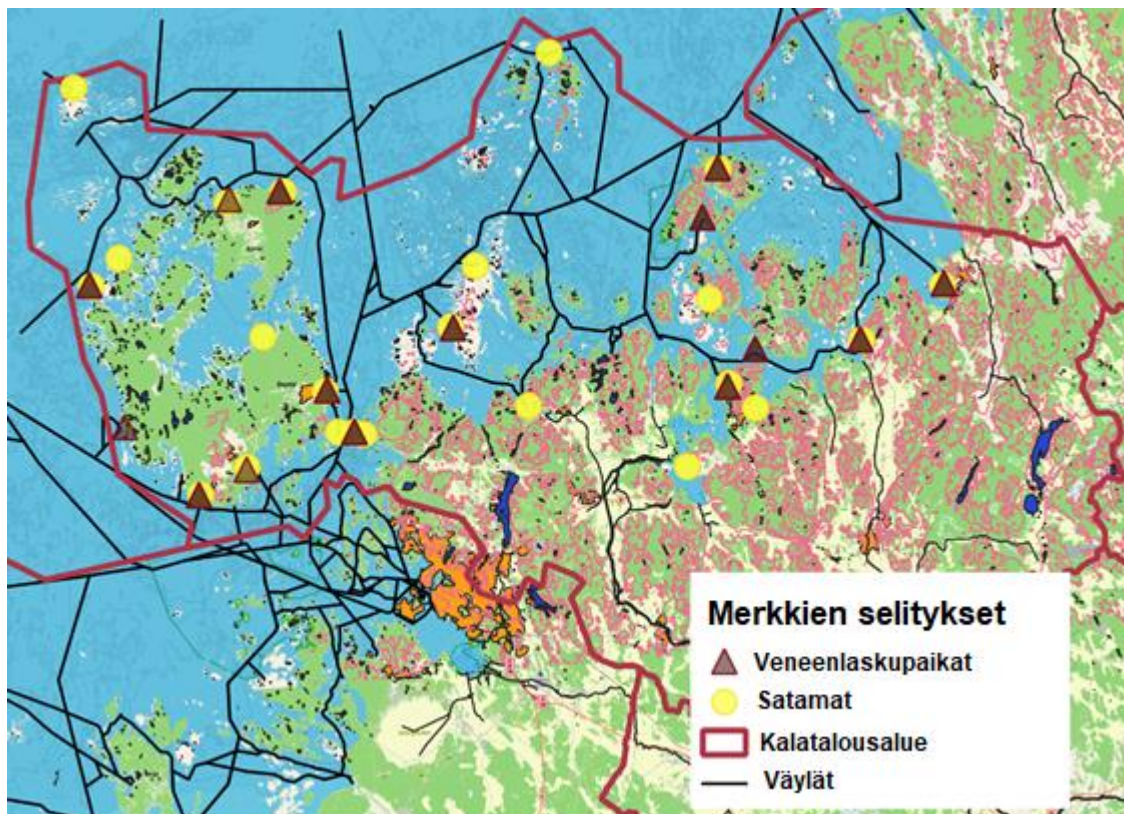 Merkkien selitykset
Veneenlaskupaikat
Satamat
Kalatalousalue
Väylät